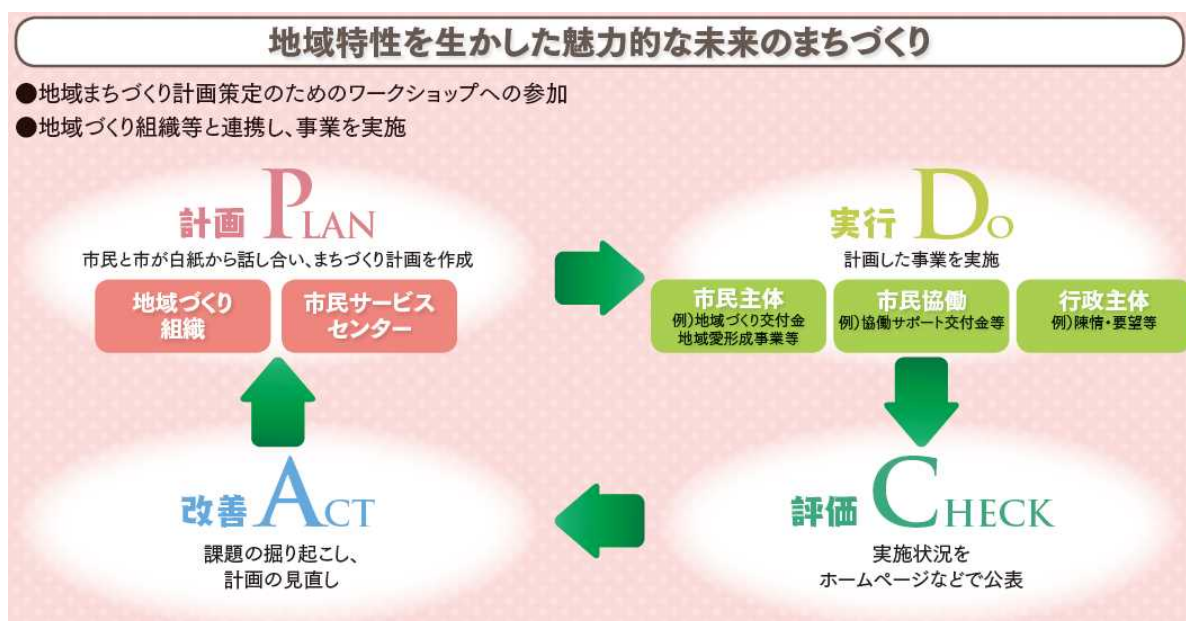 地域特性を生かした魅力的な未来のまちづくり
●地域まちづくり計画策定のためのワークショップへの参加
●地域づくり組織等と連携し、事業を実施
計画 PLAN
市民と市が白紙から話し合い、まちづくり計画を作成
地域づくり
組織
市民サービス
センター
実行 DO
計画した事業を実施
市民主体
例)地域づくり交付金
地域愛形成事業等
市民協働
例)協働サポート交付金等
行政主体
例)陳情・要望等
改善 ACT
課題の掘り起こし、
計画の見直し
評価 CHECK
実施状況を
ホームページなどで公表